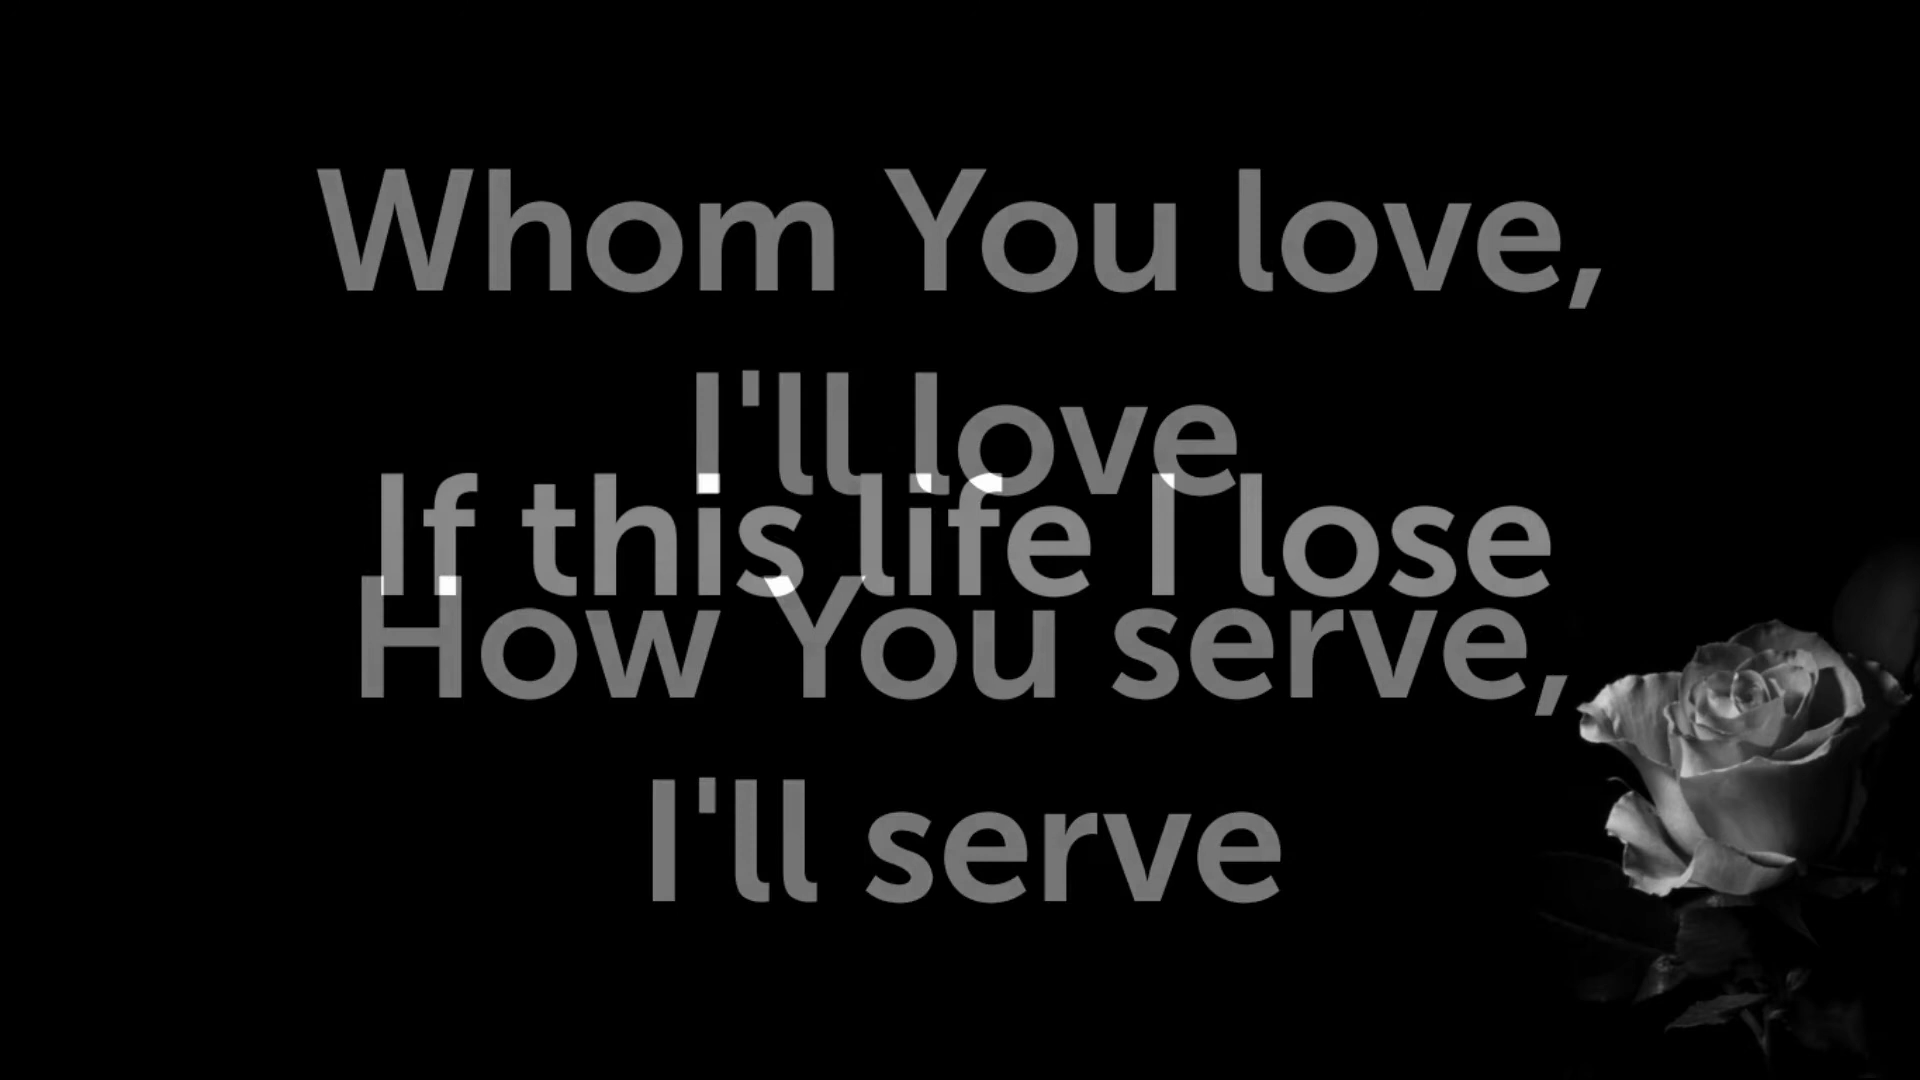 Whom You love,
I'll love
If this life I lose
How You serve,
I'll serve